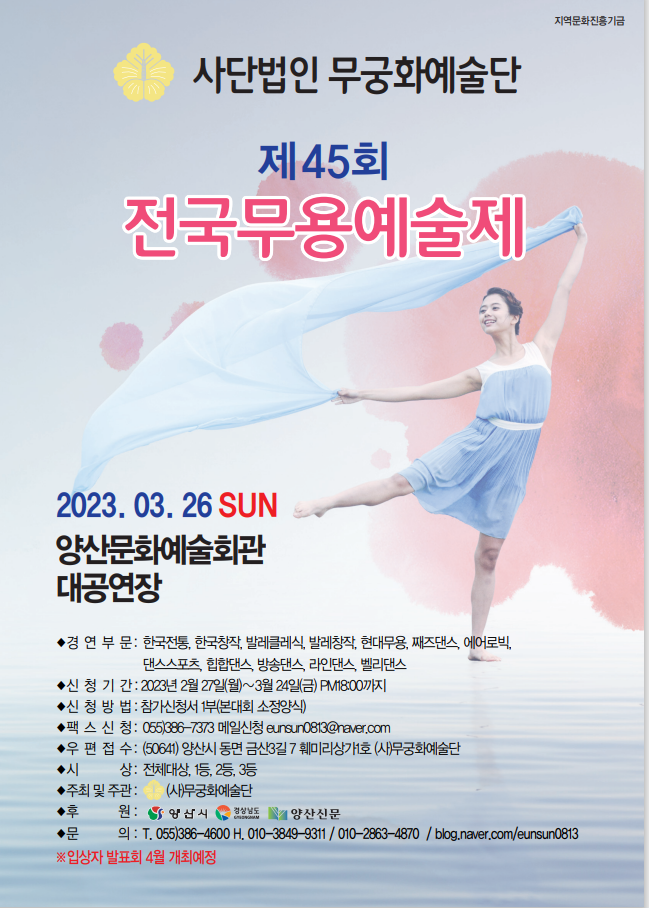 지역문화진흥기금
사단법인 무궁화예술단
제45회
전국무용예술제
2023. 03. 26 SUN
양산문화예술회관
대공연장
◆경 연 부 문 : 한국전통, 한국창작, 발레클레식, 발레창작, 현대무용, 째즈댄스, 에어로빅,
댄스스포츠, 힙합댄스, 방송댄스, 라인댄스, 벨리댄스
◆신 청 기 간 : 2023년 2월 27일(월)~3월 24일(금) PM18:00까지
◆신 청 방 법 : 참가신청서 1부(본대회 소정양식)
◆팩 스 신 청 : 055)386-7373 메일신청 eunsun0813@naver.com
◆우 편 접 수 : (50641) 양산시 동면 금산3길 7 훼미리상가1호 (사)무궁화예술단
◆시 상 : 전체대상, 1등, 2등, 3등
◆주최 및 주관 : (사)무궁화예술단
◆후 원 : 양산시 경상남도 GYEONGNAM 양산신문
◆문 의 : T. 055)386-4600 H. 010-3849-9311 / 010-2863-4870 / blog.naver.com/eunsun0813
※입상자 발표회 4월 개최예정